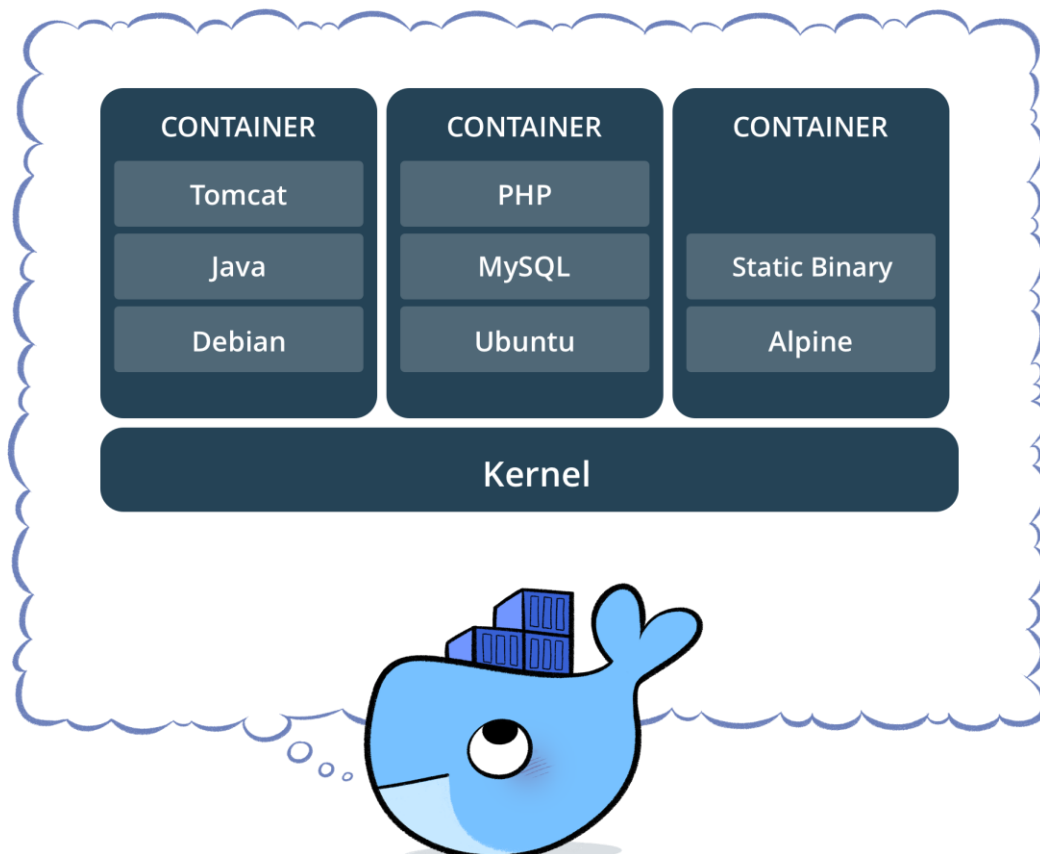 CONTAINER
Tomcat
Java
Debian
CONTAINER
PHP
MySQL
Ubuntu
CONTAINER
Static Binary
Alpine
Kernel